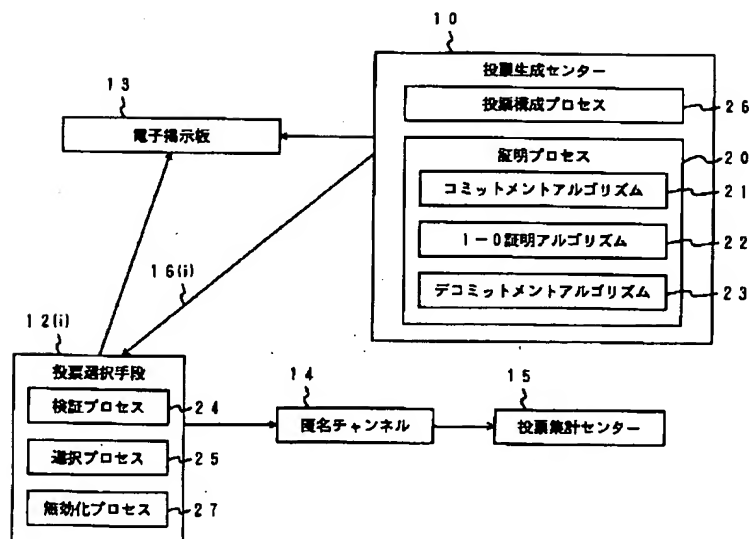 １０
投票生成センター
投票構成プロセス
２６
１３
電子掲示板
証明プロセス
２０
コミットメントアルゴリズム
２１
１－０証明アルゴリズム
２２
デコミットメントアルゴリズム
２３
１６(i)
１２(i)
投票選択手段
検証プロセス
２４
選択プロセス
２５
無効化プロセス
２７
１４
匿名チャンネル
１５
投票集計センター